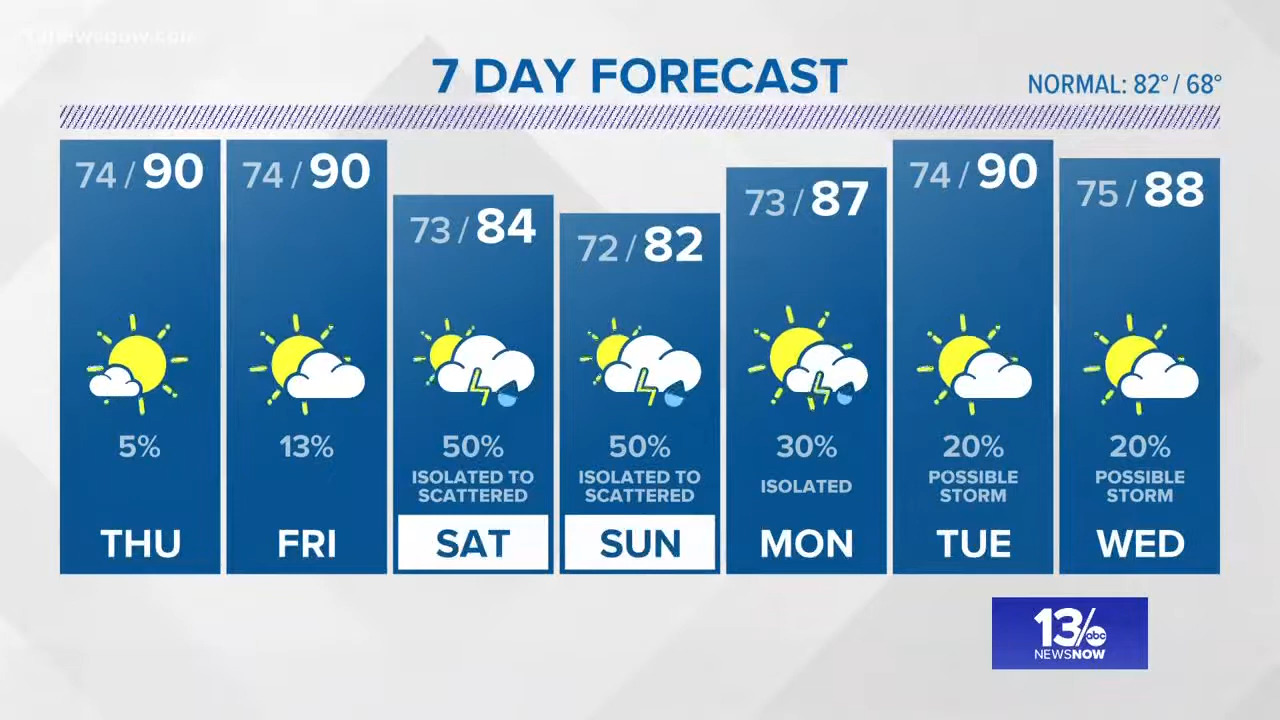 13newsnow.com
7 DAY FORECAST
NORMAL: 82° / 68°
74 / 90
74 / 90
73 / 84
72 / 82
73 / 87
74 / 90
75 / 88
5%
13%
50%
50%
30%
20%
20%
ISOLATED TO
SCATTERED
ISOLATED TO
SCATTERED
ISOLATED
POSSIBLE
STORM
POSSIBLE
STORM
THU
FRI
SAT
SUN
MON
TUE
WED
13 abc
NEWSNOW